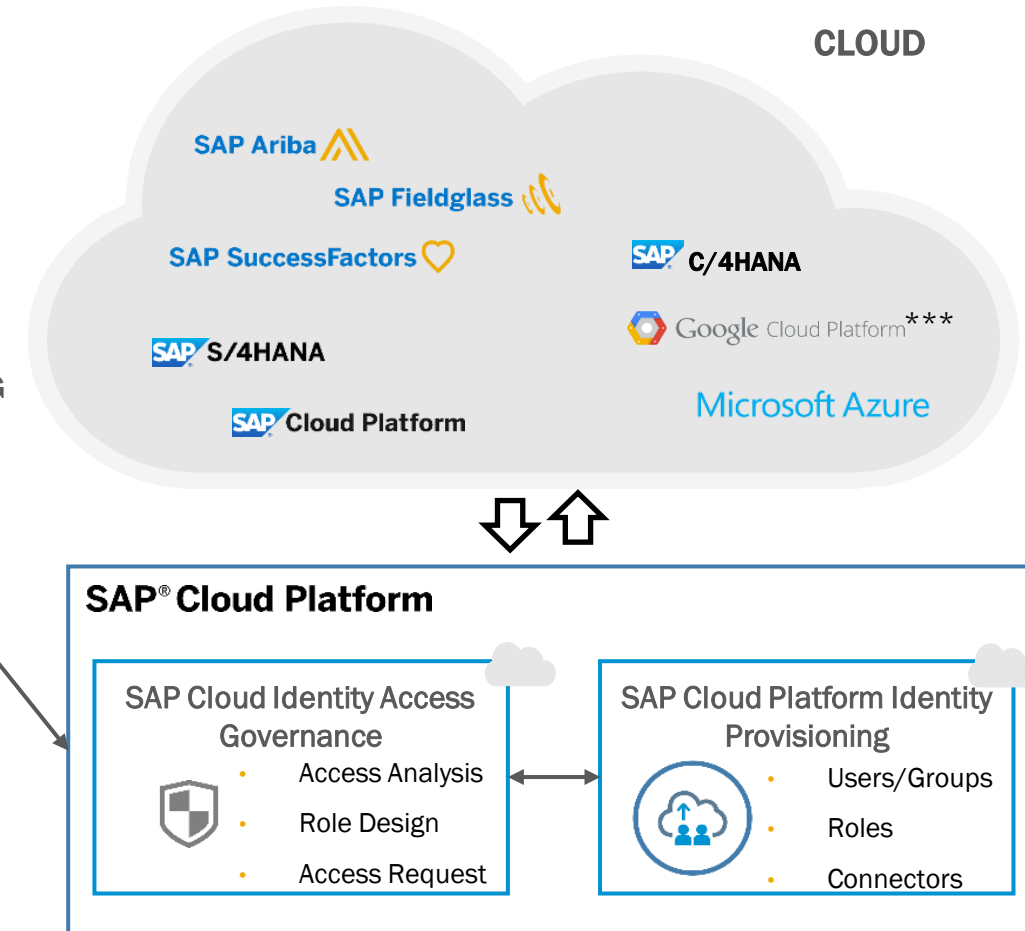 CLOUD
SAP Ariba
SAP Fieldglass
SAP SuccessFactors
SAP C/4HANA
Google Cloud Platform***
SAP S/4HANA
G
Microsoft Azure
SAP Cloud Platform
SAP® Cloud Platform
SAP Cloud Identity Access
Governance
• Access Analysis
• Role Design
• Access Request
SAP Cloud Platform Identity
Provisioning
• Users/Groups
• Roles
• Connectors